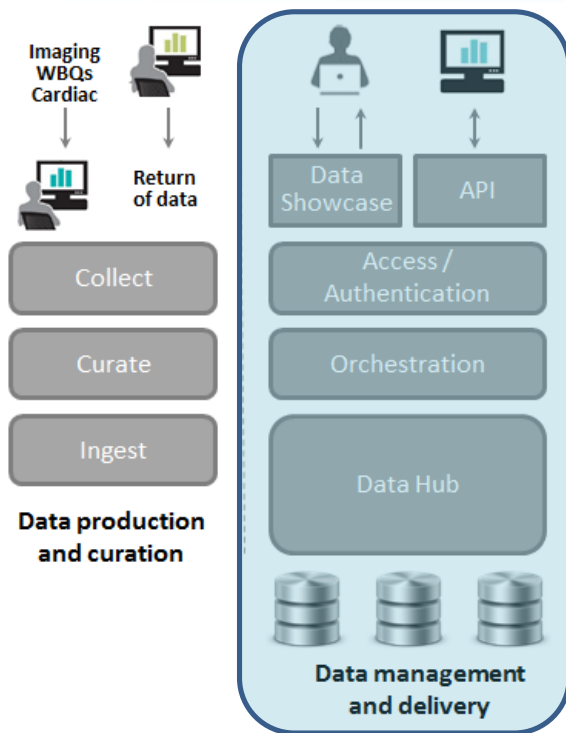 Imaging
WBQs
Cardiac
Return
of data
Collect
Curate
Ingest
Data production
and curation
Data
Showcase
API
Access /
Authentication
Orchestration
Data Hub
Data management
and delivery